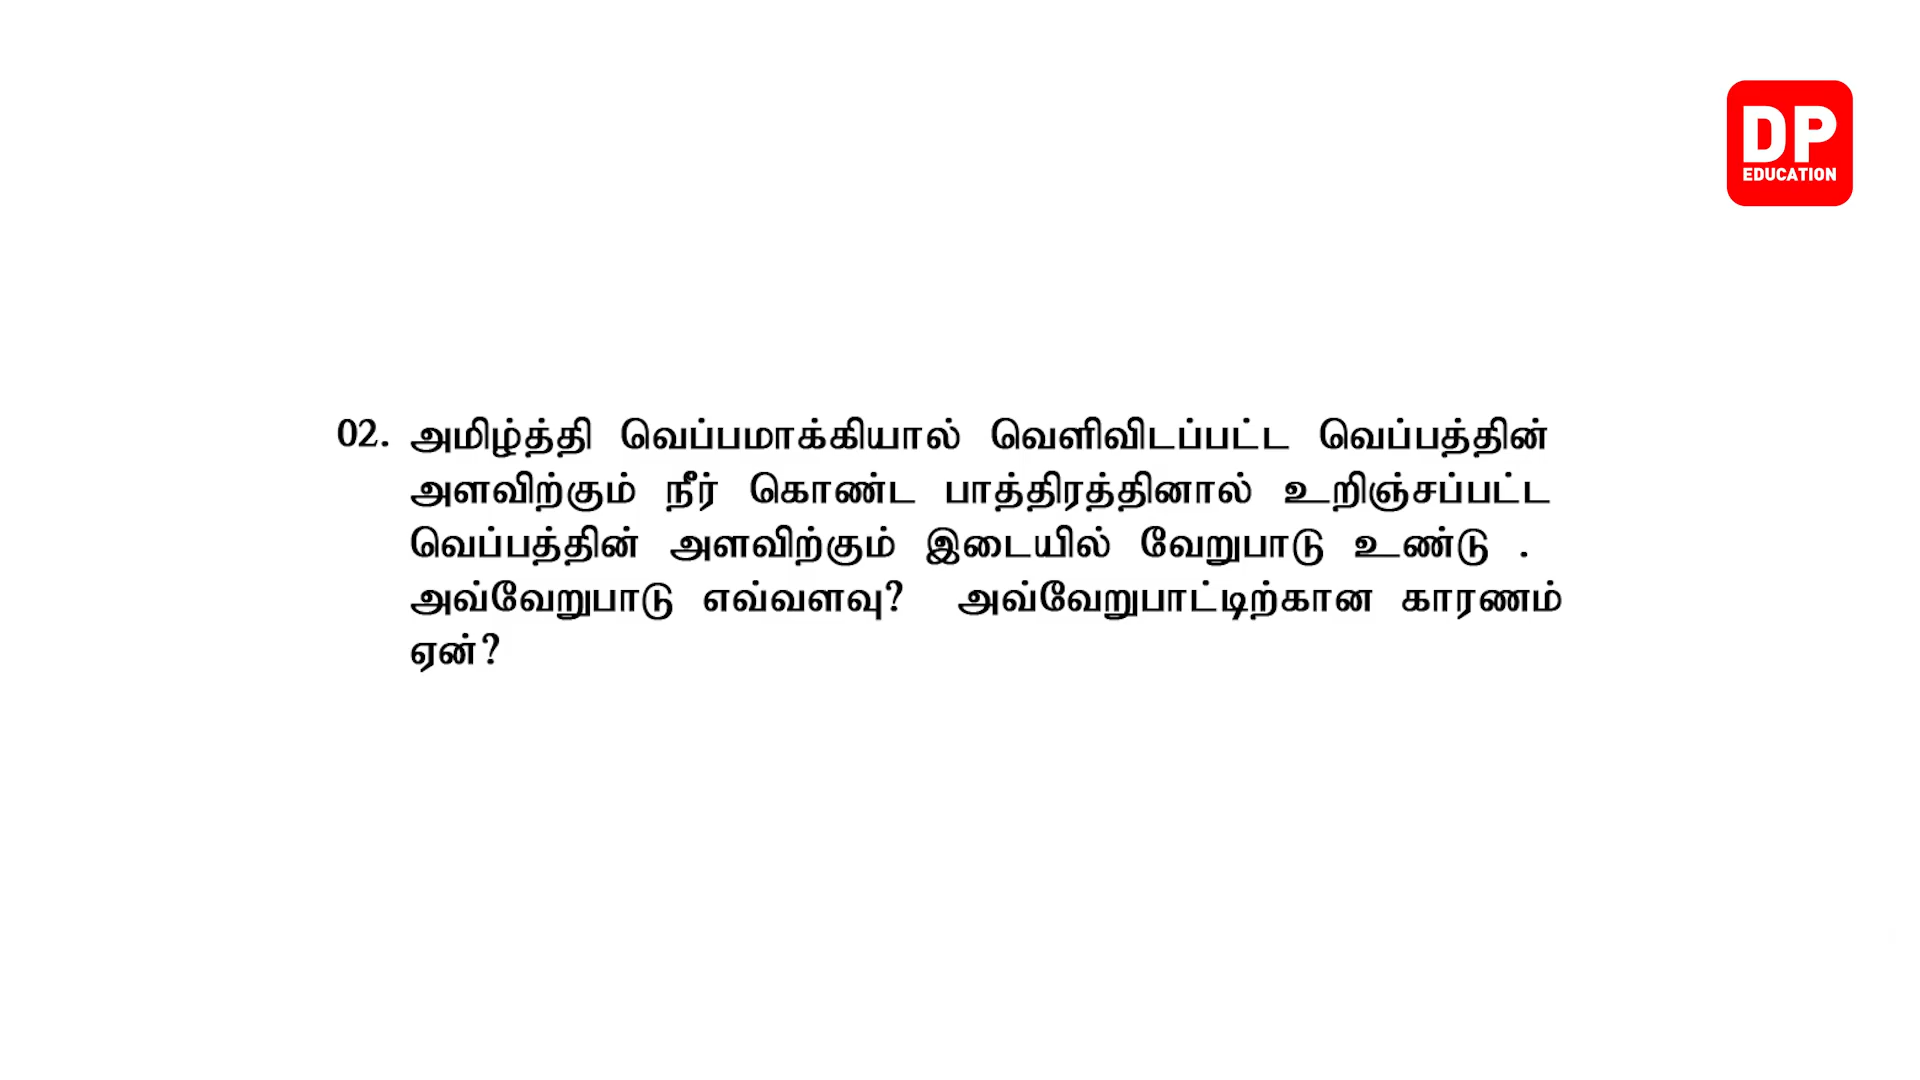 DP
EDUCATION
02. அமிழ்த்தி வெப்பமாக்கியால் வெளிவிடப்பட்ட வெப்பத்தின்
அளவிற்கும் நீர் கொண்ட பாத்திரத்தினால் உறிஞ்சப்பட்ட
வெப்பத்தின் அளவிற்கும் இடையில் வேறுபாடு உண்டு .
அவ்வேறுபாடு எவ்வளவு? அவ்வேறுபாட்டிற்கான காரணம்
ஏன்?